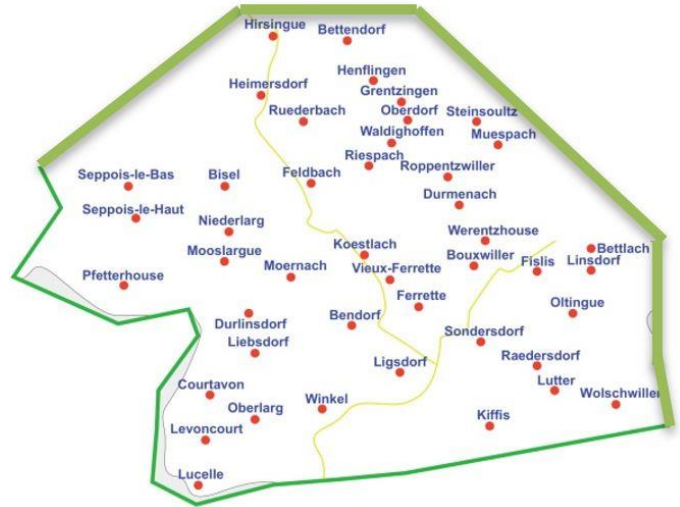 Hirsingue
Bettendorf
Henflingen
Heimersdorf
Grentzingen
Ruederbach
Oberdorf
Steinsoultz
Waldighoffen
Muespach
Riespach
Roppentzwiller
Seppois-le-Bas
Bisel
Feldbach
Durmenach
Seppois-le-Haut
Niederlarg
Werentzhouse
Koestlach
Bettlach
Mooslargue
Bouxwiller
Fislis
Linsdorf
Moernach
Vieux-Ferrette
Pfetterhouse
Ferrette
Oltingue
Bendorf
Durlinsdorf
Sondersdorf
Liebsdorf
Raedersdorf
Ligsdorf
Courtavon
Lutter
Wolschwiller
Winkel
Oberlarg
Kiffis
Levoncourt
Lucelle